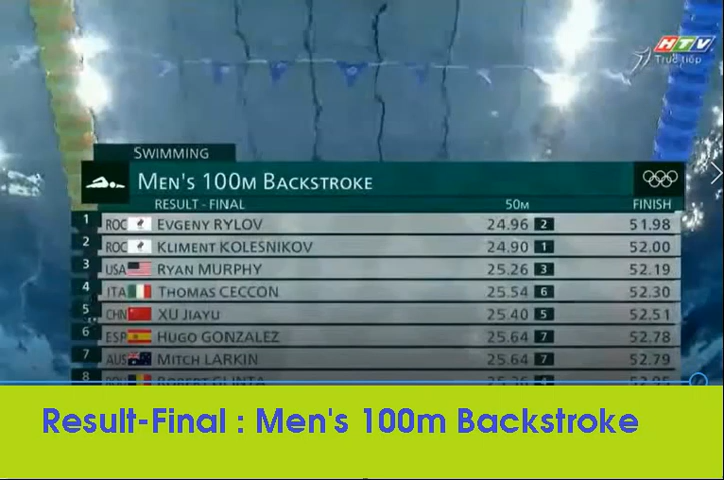 HTV
Trực tiếp
SWIMMING
MEN'S 100M BACKSTROKE
RESULT - FINAL 50M FINISH
1 ROC EVGENY RYLOV 24.96 2 51.98
2 ROC KLIMENT KOLESNIKOV 24.90 1 52.00
3 USA RYAN MURPHY 25.26 3 52.19
4 ITA THOMAS CECCON 25.54 6 52.30
5 CHN XU JIAYU 25.40 5 52.51
6 ESP HUGO GONZALEZ 25.64 7 52.78
7 AUS MITCH LARKIN 25.64 7 52.79
8 ROBERT GLINTA
Result-Final : Men's 100m Backstroke